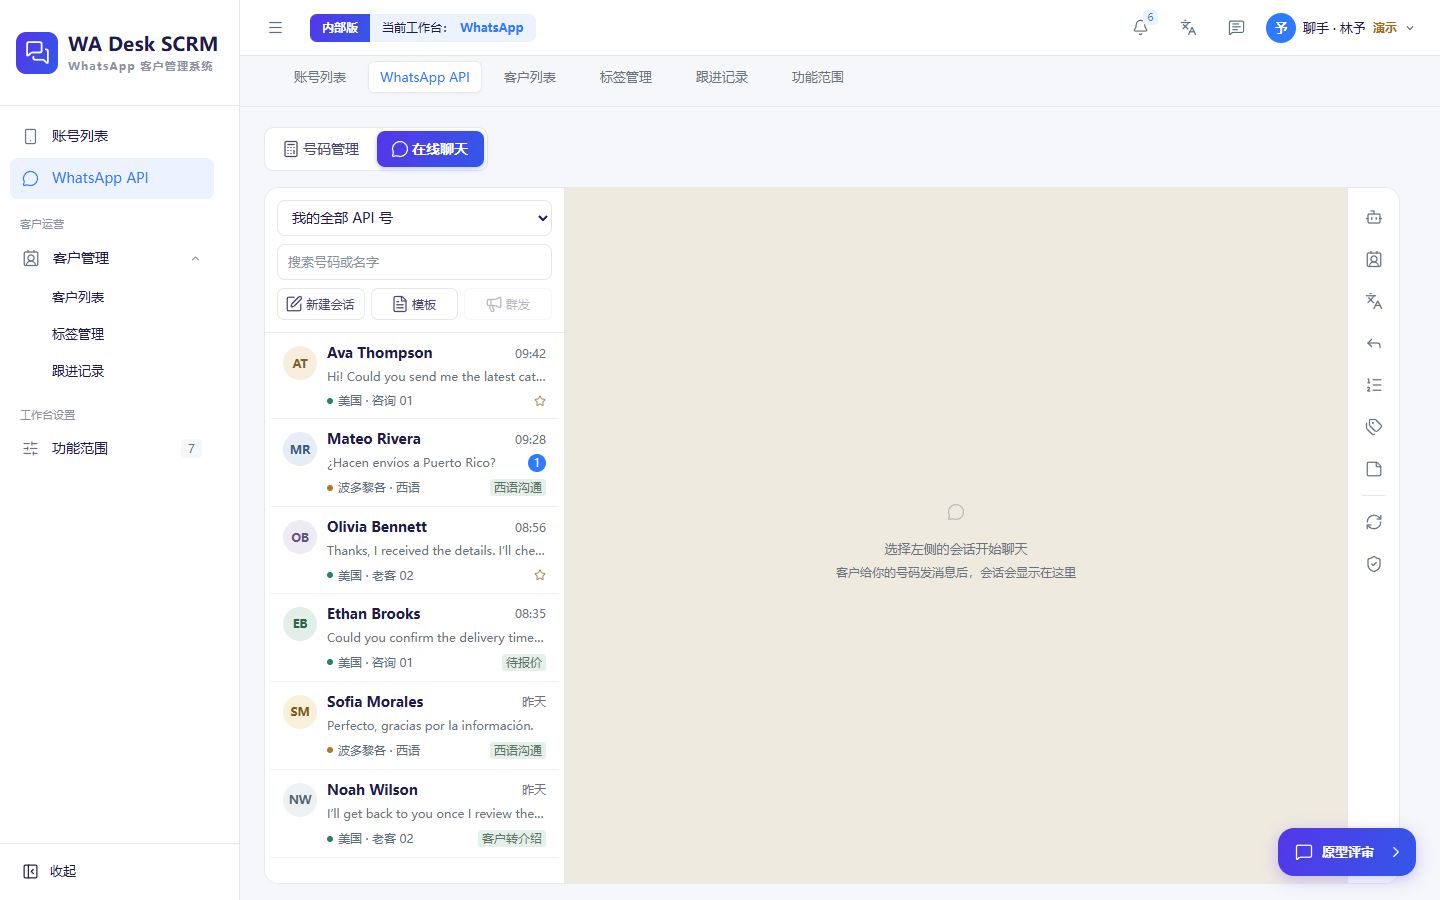 WA Desk SCRM
WhatsApp 客户管理系统
账号列表
WhatsApp API
客户运营
客户管理
客户列表
标签管理
跟进记录
工作台设置
功能范围 7
收起
内部版 当前工作台： WhatsApp
6
予 聊手 · 林予 演示
账号列表 WhatsApp API 客户列表 标签管理 跟进记录 功能范围
号码管理 在线聊天
我的全部 API 号
搜索号码或名字
新建会话 模板 群发
AT Ava Thompson 09:42
Hi! Could you send me the latest cat...
美国 · 咨询 01
MR Mateo Rivera 09:28
¿Hacen envíos a Puerto Rico? 1
波多黎各 · 西语 西语沟通
OB Olivia Bennett 08:56
Thanks, I received the details. I'll che...
美国 · 老客 02
EB Ethan Brooks 08:35
Could you confirm the delivery time...
美国 · 咨询 01 待报价
SM Sofia Morales 昨天
Perfecto, gracias por la información.
波多黎各 · 西语 西语沟通
NW Noah Wilson 昨天
I'll get back to you once I review the...
美国 · 老客 02 客户转介绍
选择左侧的会话开始聊天
客户给你的号码发消息后，会话会显示在这里
原型评审